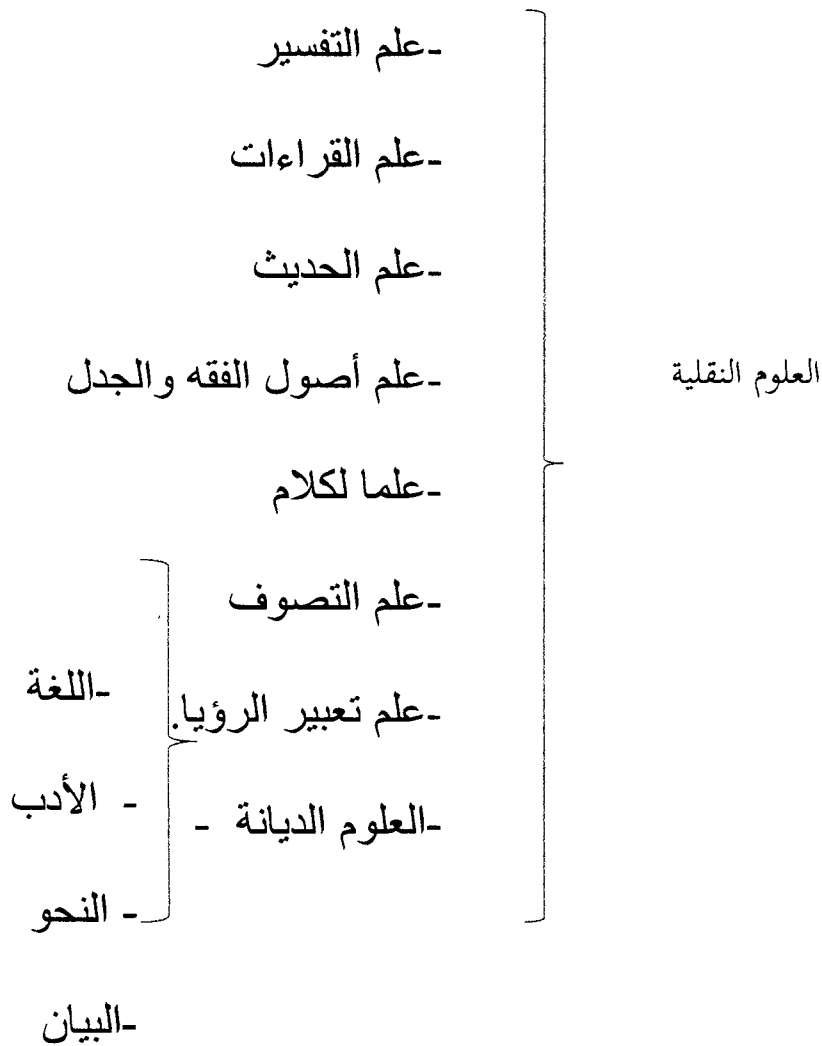 العلوم النقلية
-علم التفسير
-علم القراءات
-علم الحديث
-علم أصول الفقه والجدل
-علما لكلام
-علم التصوف
-علم تعبير الرؤيا.
-العلوم الديانة -
-اللغة
- الأدب
- النحو
-البيان